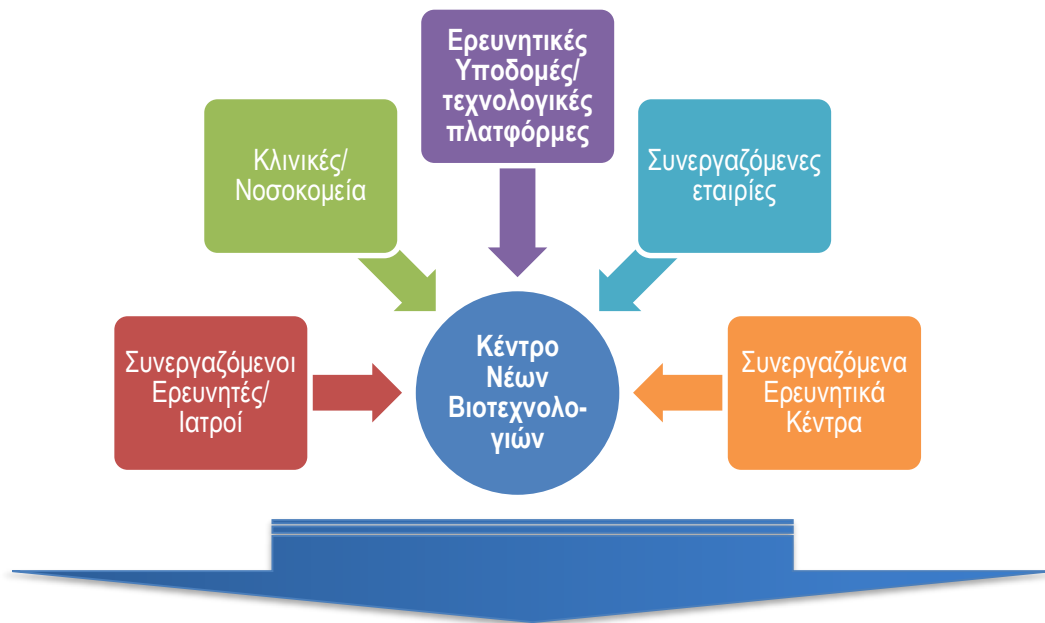 Ερευνητικές
Υποδομές/
τεχνολογικές
πλατφόρμες
Κλινικές/
Νοσοκομεία
Συνεργαζόμενες
εταιρίες
Συνεργαζόμενοι
Ερευνητές/
Ιατροί
Κέντρο
Νέων
Βιοτεχνολο-
γιών
Συνεργαζόμενα
Ερευνητικά
Κέντρα